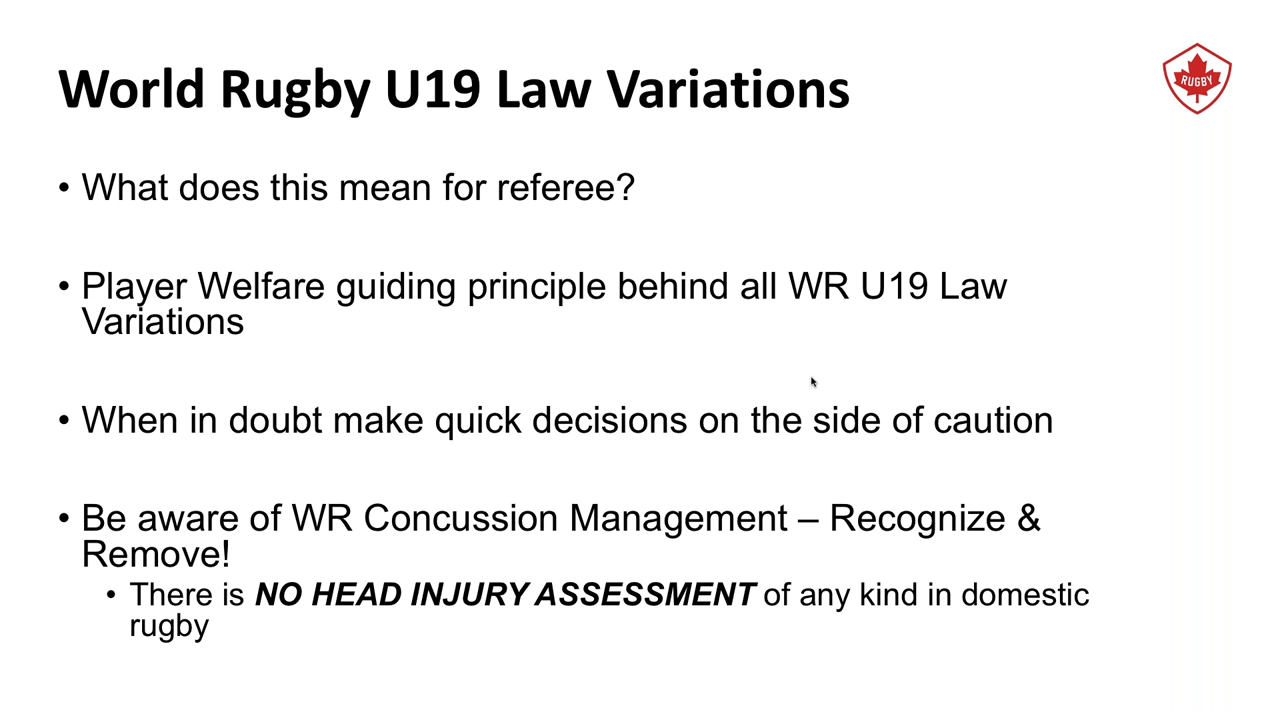 World Rugby U19 Law Variations
RUGBY
• What does this mean for referee?
• Player Welfare guiding principle behind all WR U19 Law
Variations
• When in doubt make quick decisions on the side of caution
• Be aware of WR Concussion Management – Recognize &
Remove!
• There is NO HEAD INJURY ASSESSMENT of any kind in domestic
rugby